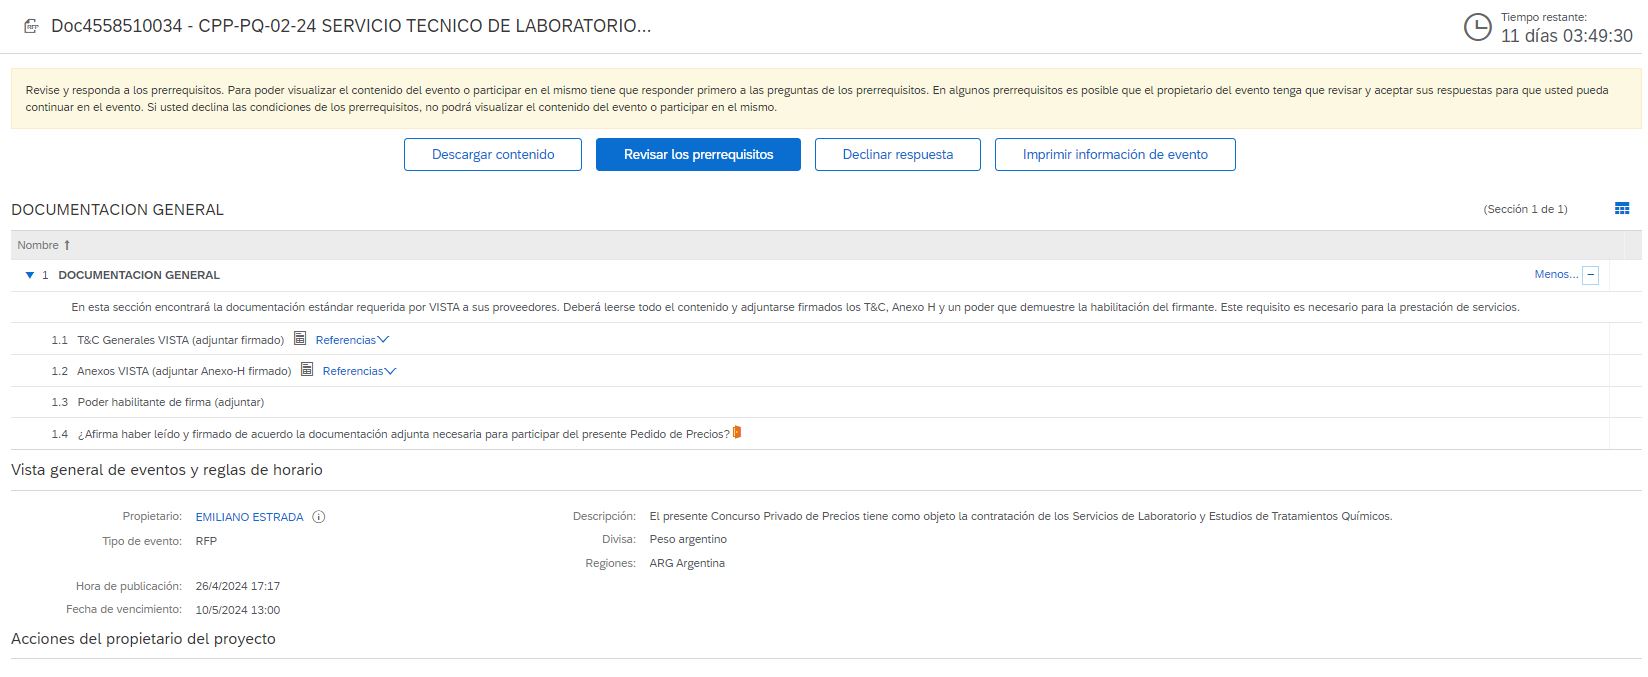 Doc4558510034 - CPP-PQ-02-24 SERVICIO TECNICO DE LABORATORIO...
Tiempo restante:
11 días 03:49:30
Revise y responda a los prerrequisitos. Para poder visualizar el contenido del evento o participar en el mismo tiene que responder primero a las preguntas de los prerrequisitos. En algunos prerrequisitos es posible que el propietario del evento tenga que revisar y aceptar sus respuestas para que usted pueda
continuar en el evento. Si usted declina las condiciones de los prerrequisitos, no podrá visualizar el contenido del evento o participar en el mismo.
Descargar contenido Revisar los prerrequisitos Declinar respuesta Imprimir información de evento
DOCUMENTACION GENERAL (Sección 1 de 1)
Nombre ↑
1 DOCUMENTACION GENERAL Menos...
En esta sección encontrará la documentación estándar requerida por VISTA a sus proveedores. Deberá leerse todo el contenido y adjuntarse firmados los T&C, Anexo H y un poder que demuestre la habilitación del firmante. Este requisito es necesario para la prestación de servicios.
1.1 T&C Generales VISTA (adjuntar firmado) Referencias
1.2 Anexos VISTA (adjuntar Anexo-H firmado) Referencias
1.3 Poder habilitante de firma (adjuntar)
1.4 ¿Afirma haber leído y firmado de acuerdo la documentación adjunta necesaria para participar del presente Pedido de Precios?
Vista general de eventos y reglas de horario
Propietario: EMILIANO ESTRADA
Tipo de evento: RFP
Hora de publicación: 26/4/2024 17:17
Fecha de vencimiento: 10/5/2024 13:00
Descripción: El presente Concurso Privado de Precios tiene como objeto la contratación de los Servicios de Laboratorio y Estudios de Tratamientos Químicos.
Divisa: Peso argentino
Regiones: ARG Argentina
Acciones del propietario del proyecto